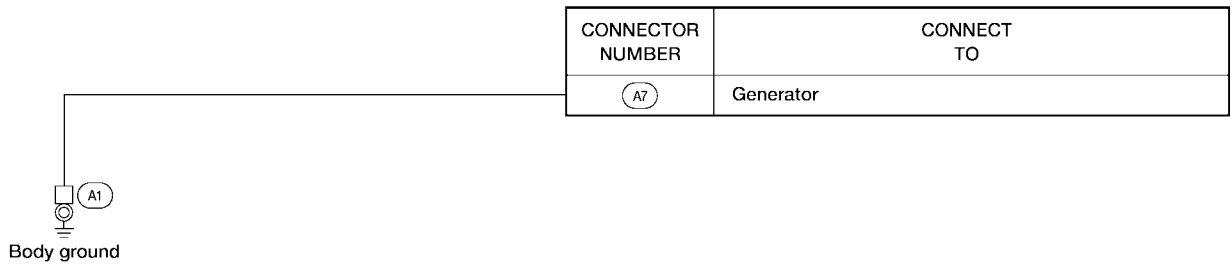 CONNECTOR
NUMBER
CONNECT
TO
A7
Generator
A1
Body ground